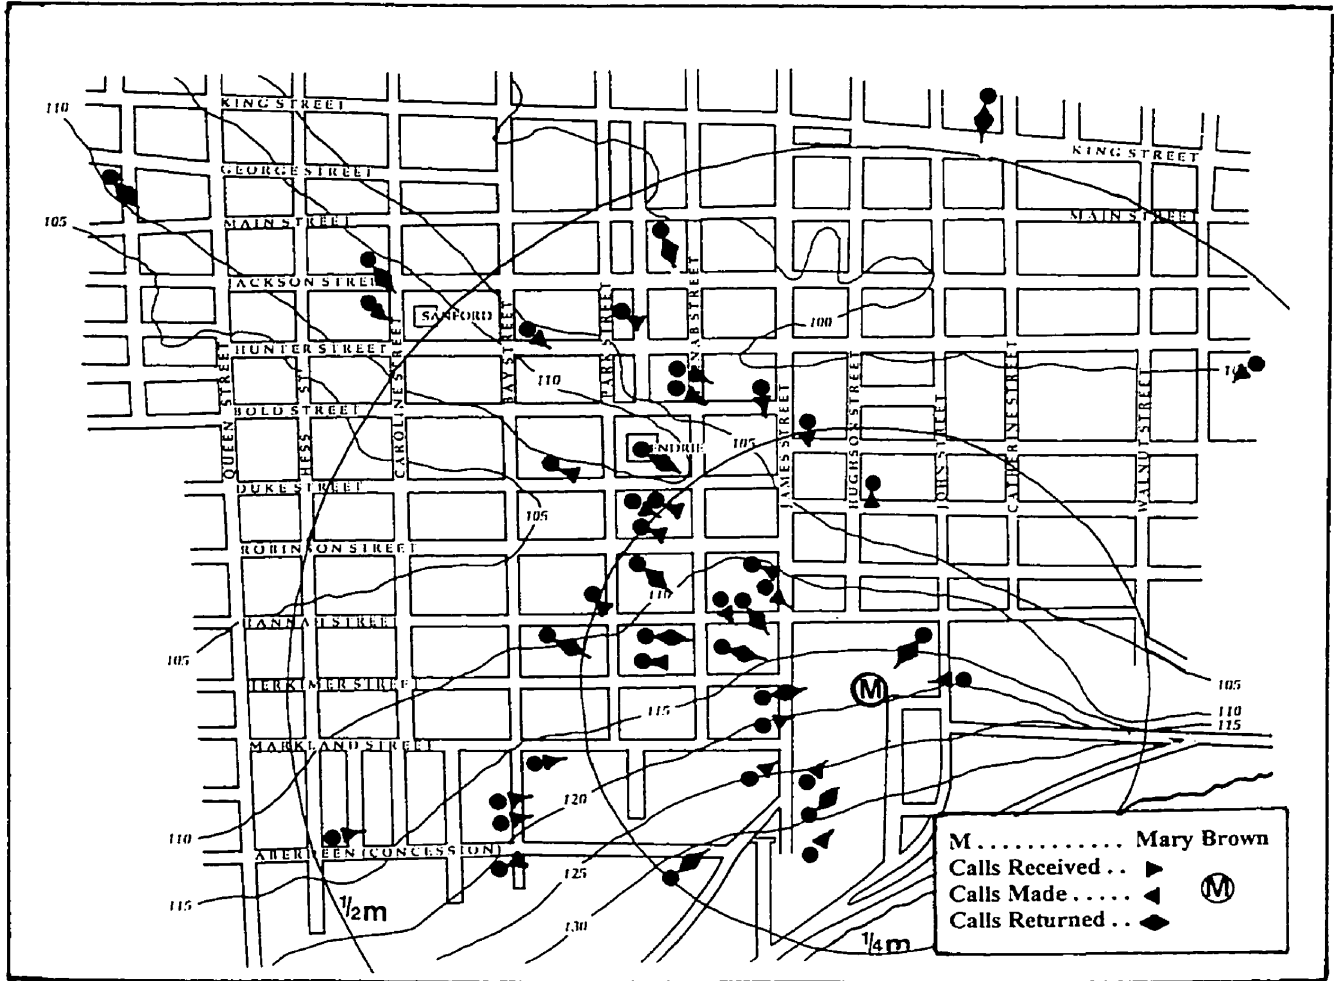 KING STREET
110
KING STREET
GEORGE STREET
105
MAIN STREET
MAIN STREET
JACKSON STREET
SANFORD
PARK STREET
BAY STREET
100
HUNTER STREET
110
QUEEN STREET
HESS ST
CAROLINE STREET
BOLD STREET
JAMES STREET
HUGHSON STREET
JOHN STREET
CATHERINE STREET
WALNUT STREET
105
DUKE STREET
105
ROBINSON STREET
110
HANNAH STREET
105
HERKIMER STREET
105
115
110
115
MARKLAND STREET
120
110
ABERDEEN (CONCESSION)
125
115
1/2m
130
1/4m
M
M . . . . . . . . . . . . Mary Brown
Calls Received . .
Calls Made . . . . .
Calls Returned . .
M